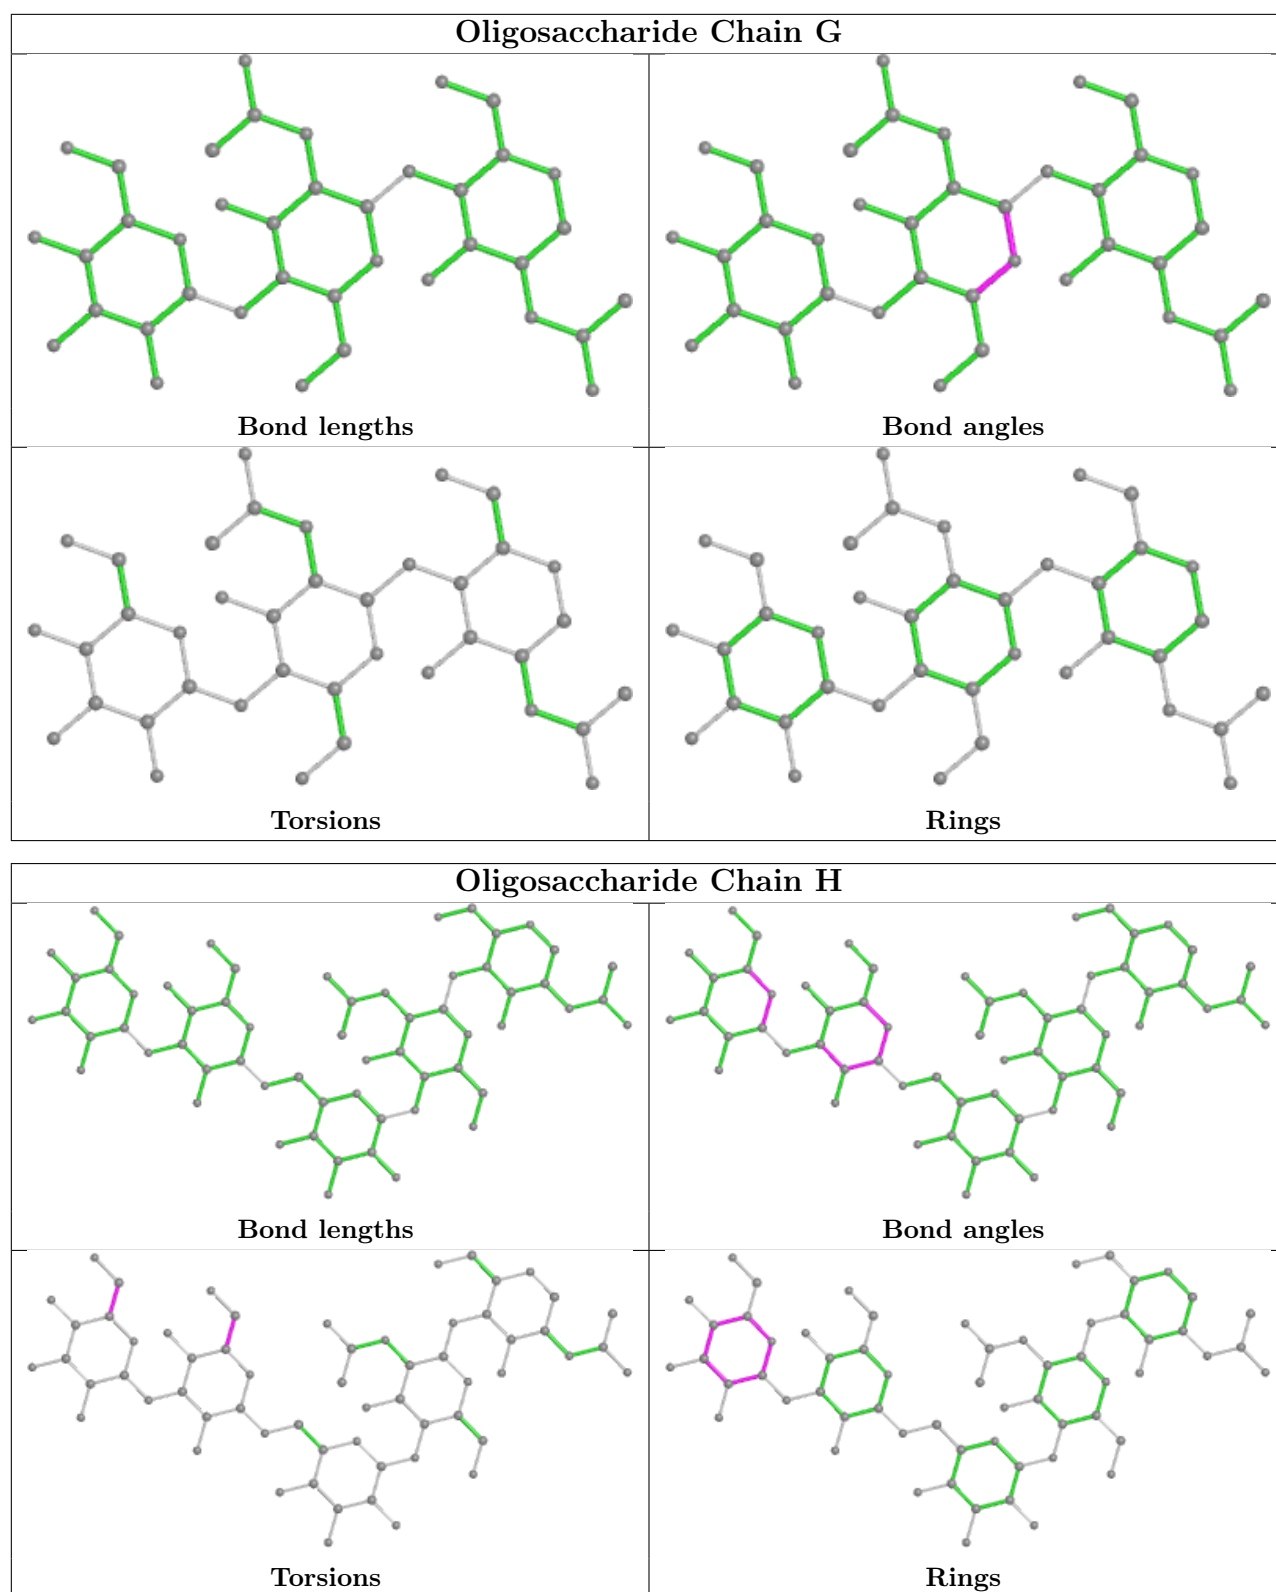 Oligosaccharide Chain G
Bond lengths
Bond angles
Torsions
Rings
Oligosaccharide Chain H
Bond lengths
Bond angles
Torsions
Rings